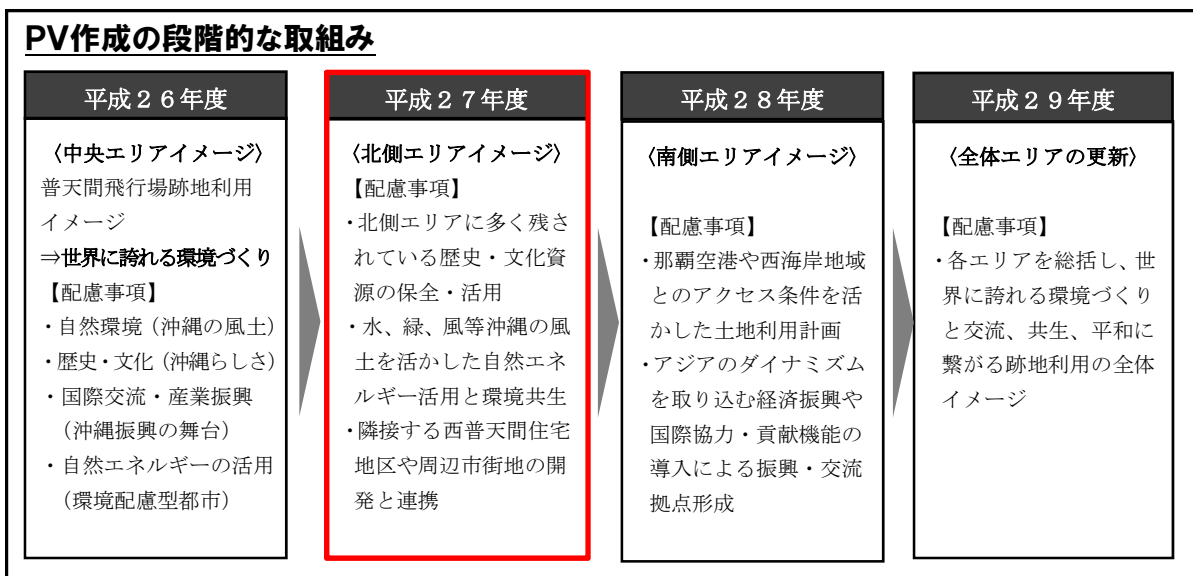 PV作成の段階的な取組み
平成２６年度
〈中央エリアイメージ〉
普天間飛行場跡地利用
イメージ
⇒世界に誇れる環境づくり
【配慮事項】
・自然環境（沖縄の風土）
・歴史・文化（沖縄らしさ）
・国際交流・産業振興
（沖縄振興の舞台）
・自然エネルギーの活用
（環境配慮型都市）
平成２７年度
〈北側エリアイメージ〉
【配慮事項】
・北側エリアに多く残さ
れている歴史・文化資
源の保全・活用
・水、緑、風等沖縄の風
土を活かした自然エネ
ルギー活用と環境共生
・隣接する西普天間住宅
地区や周辺市街地の開
発と連携
平成２８年度
〈南側エリアイメージ〉
【配慮事項】
・那覇空港や西海岸地域
とのアクセス条件を活
かした土地利用計画
・アジアのダイナミズム
を取り込む経済振興や
国際協力・貢献機能の
導入による振興・交流
拠点形成
平成２９年度
〈全体エリアの更新〉
【配慮事項】
・各エリアを総括し、世
界に誇れる環境づくり
と交流、共生、平和に
繋がる跡地利用の全体
イメージ